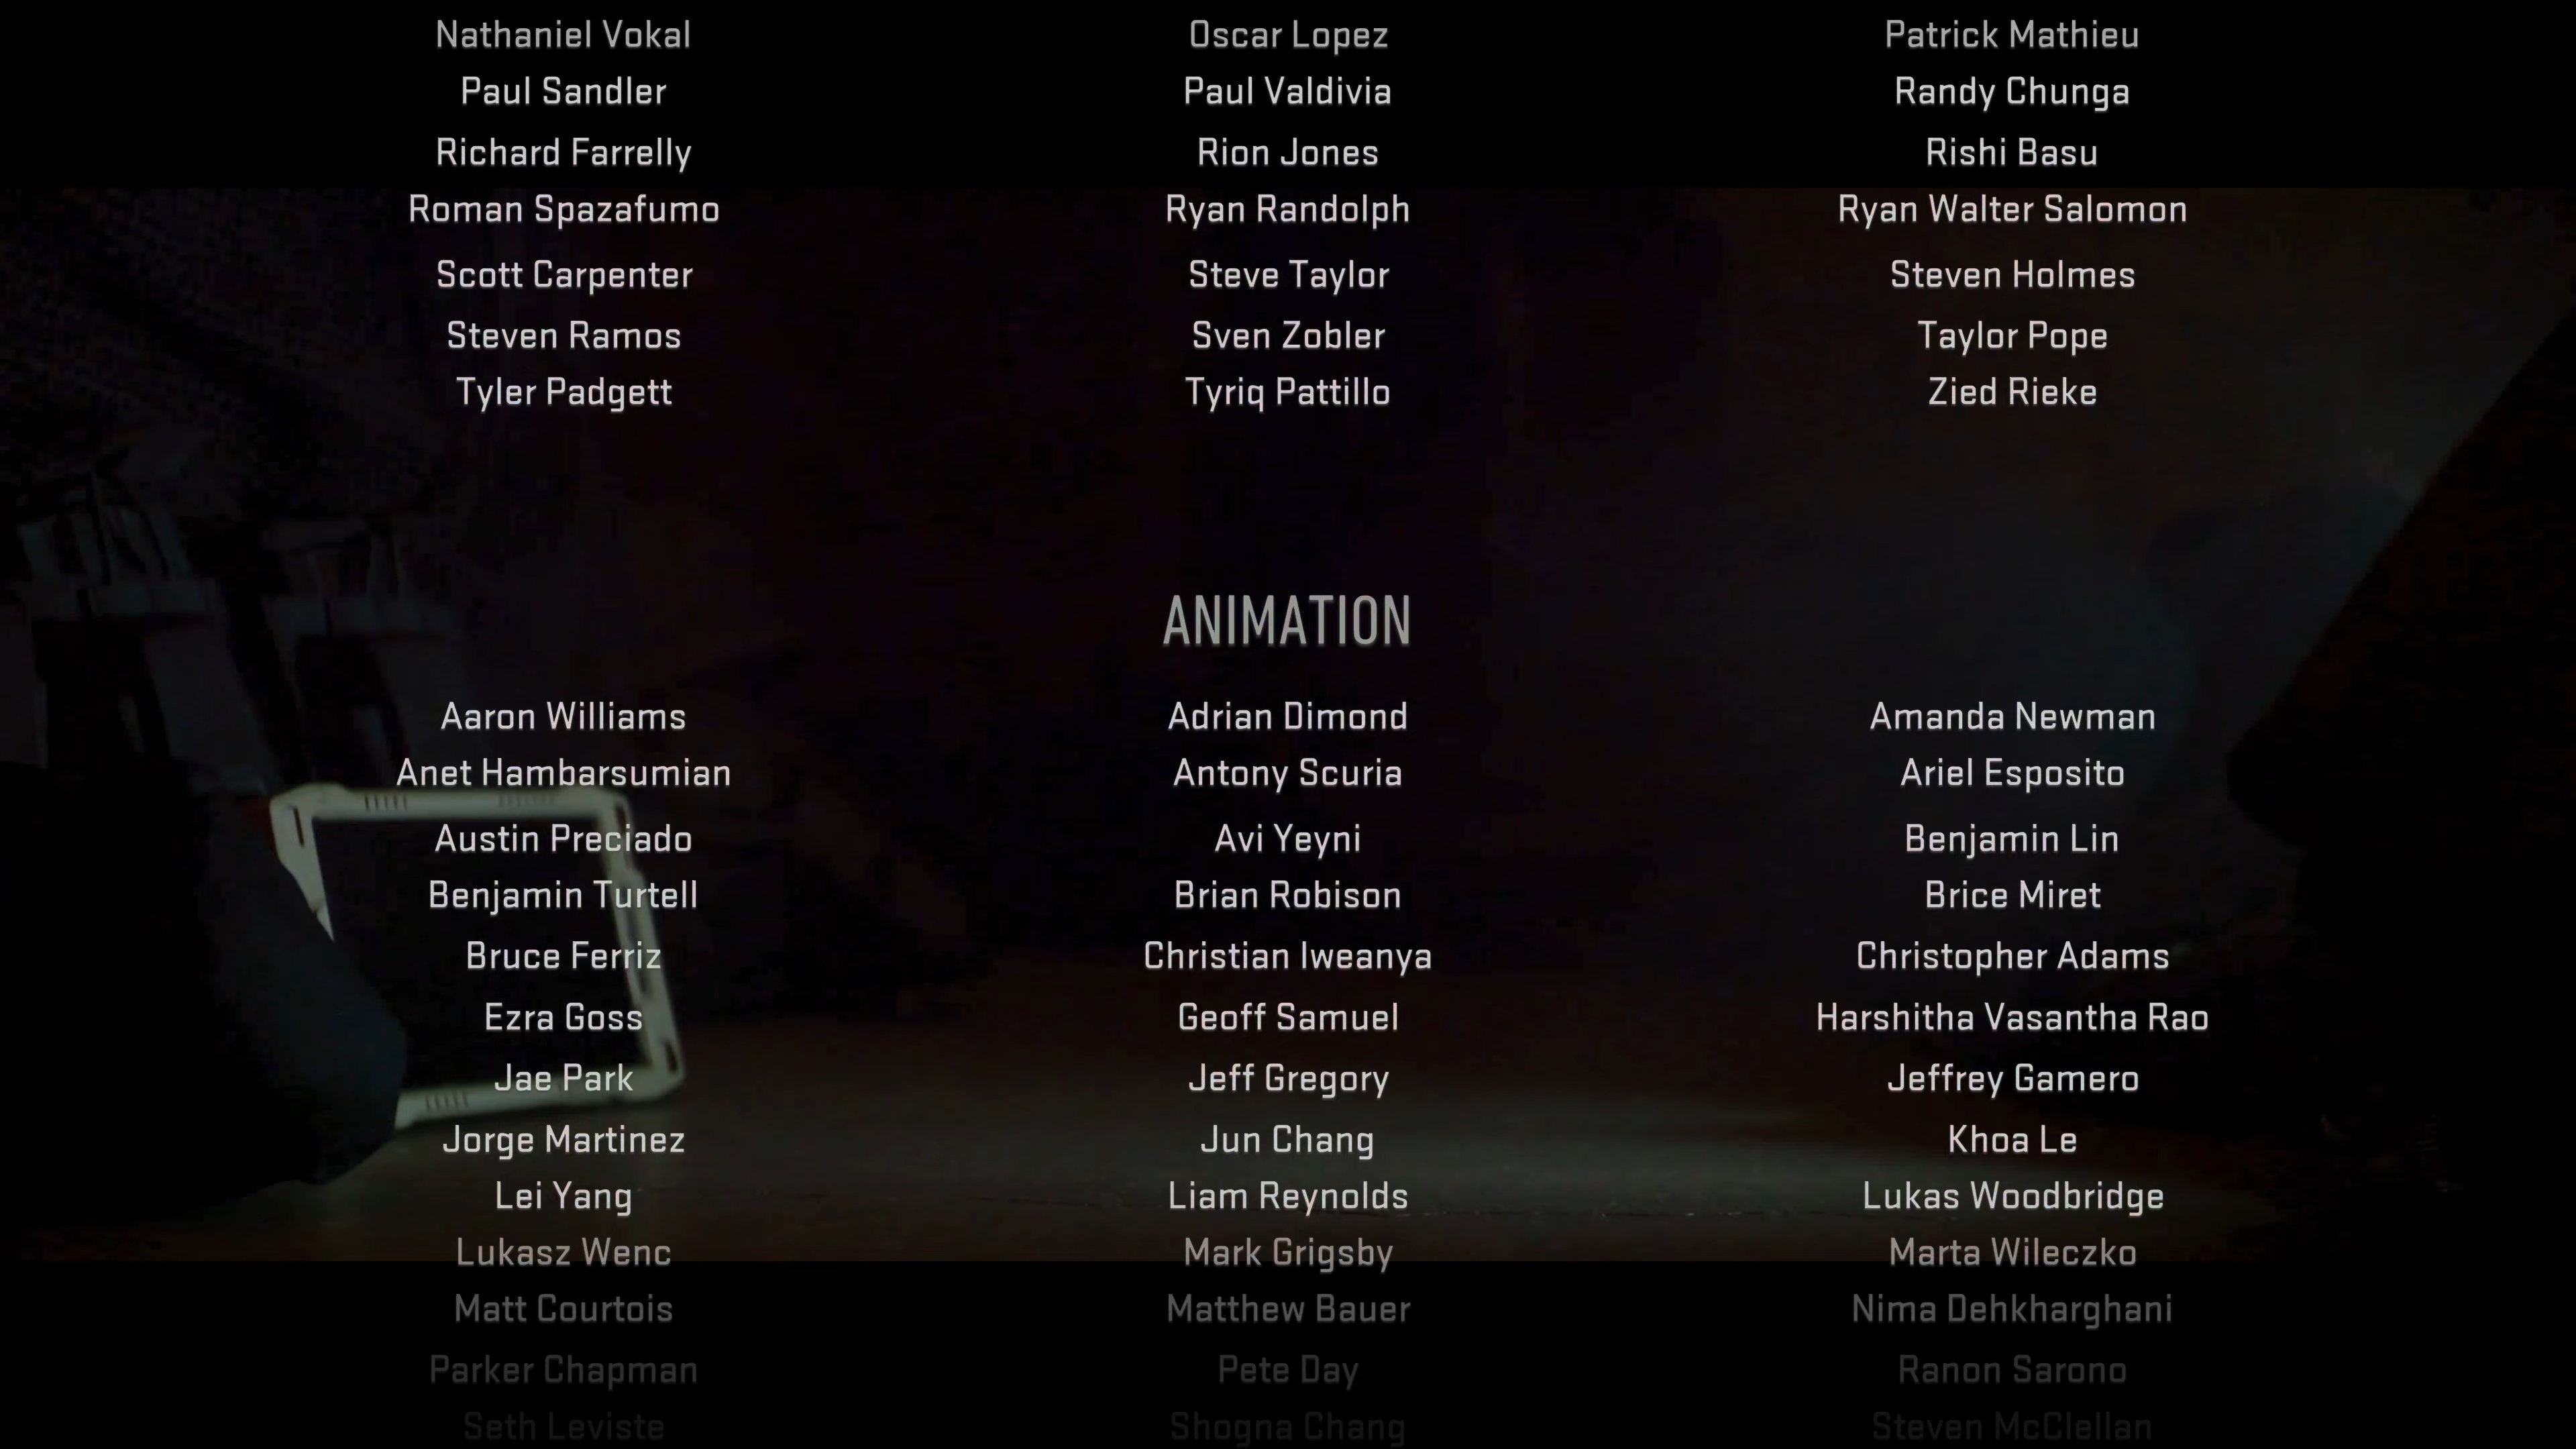 Nathaniel Vokal Oscar Lopez Patrick Mathieu
Paul Sandler Paul Valdivia Randy Chunga
Richard Farrelly Rion Jones Rishi Basu
Roman Spazafumo Ryan Randolph Ryan Walter Salomon
Scott Carpenter Steve Taylor Steven Holmes
Steven Ramos Sven Zobler Taylor Pope
Tyler Padgett Tyriq Pattillo Zied Rieke
ANIMATION
Aaron Williams Adrian Dimond Amanda Newman
Anet Hambarsumian Antony Scuria Ariel Esposito
Austin Preciado Avi Yeyni Benjamin Lin
Benjamin Turtell Brian Robison Brice Miret
Bruce Ferriz Christian Iweanya Christopher Adams
Ezra Goss Geoff Samuel Harshitha Vasantha Rao
Jae Park Jeff Gregory Jeffrey Gamero
Jorge Martinez Jun Chang Khoa Le
Lei Yang Liam Reynolds Lukas Woodbridge
Lukasz Wenc Mark Grigsby Marta Wileczko
Matt Courtois Matthew Bauer Nima Dehkharghani
Parker Chapman Pete Day Ranon Sarono
Seth Leviste Shogna Chang Steven McClellan